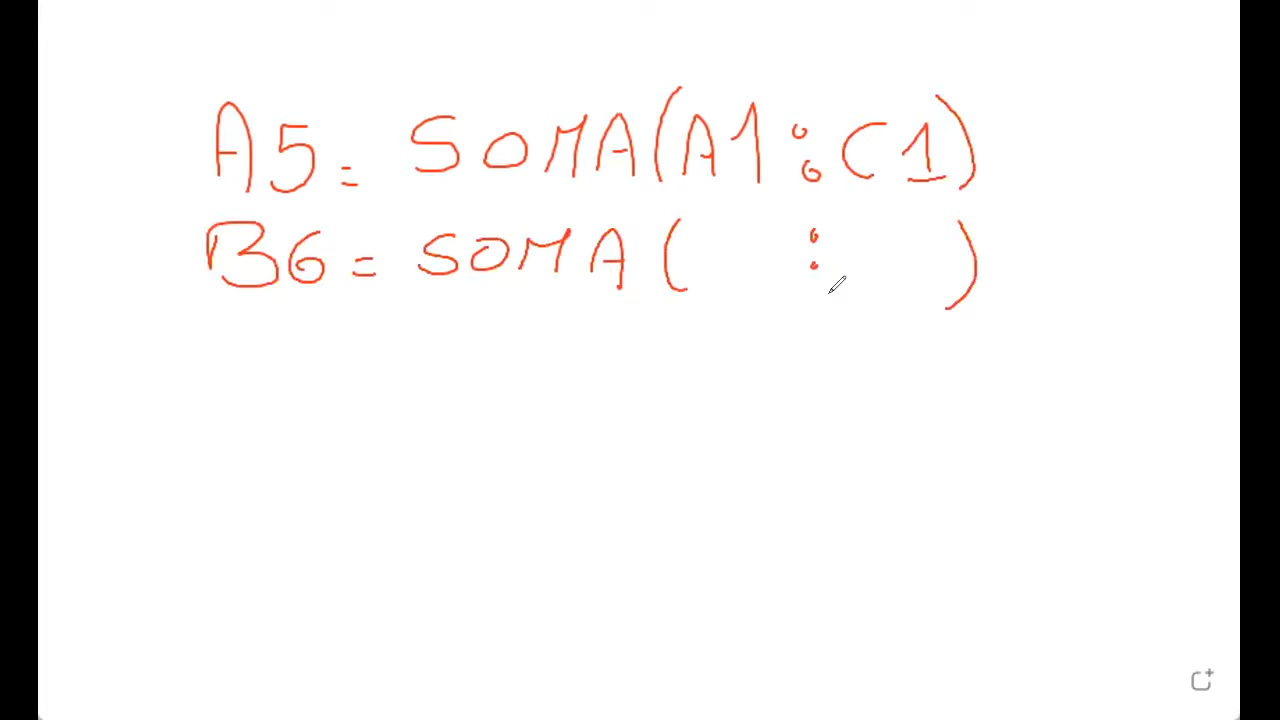 A5= SOMA(A1:C1)
B6= SOMA( : )